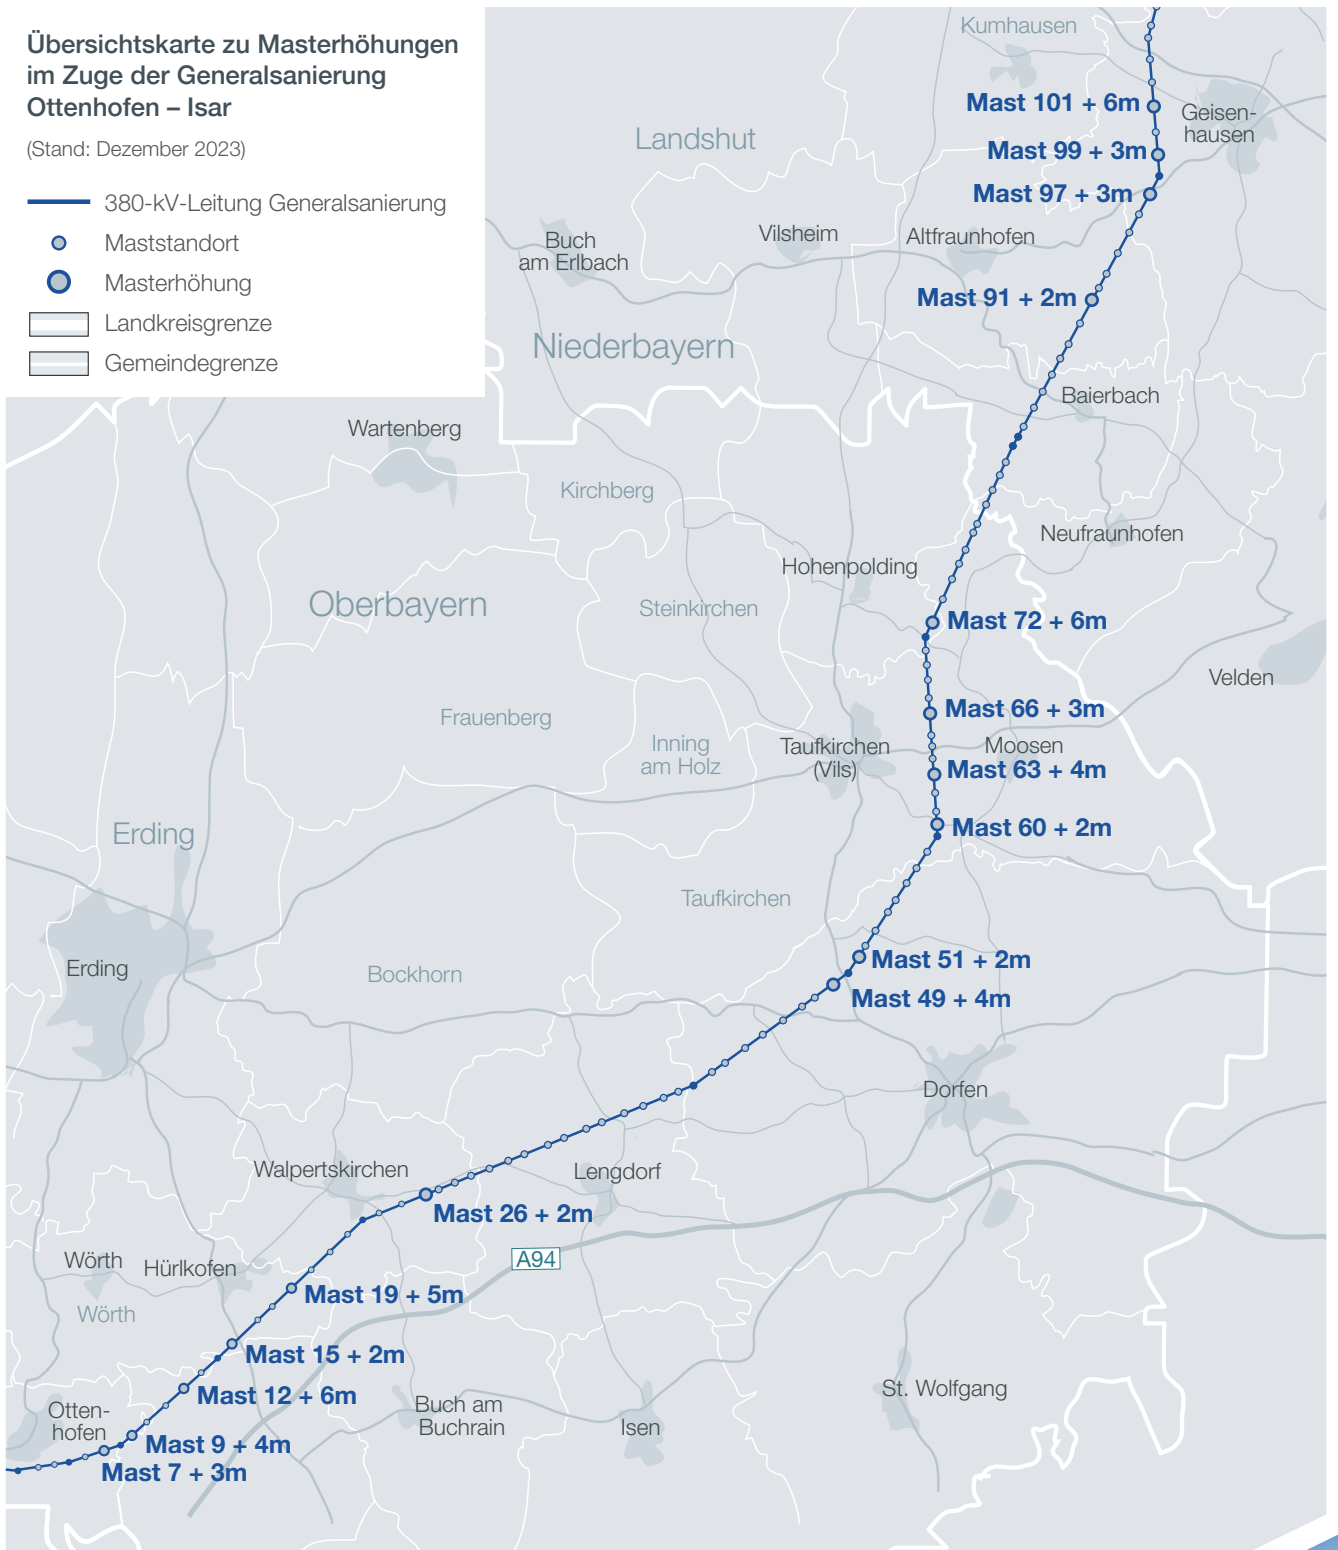 Übersichtskarte zu Masterhöhungen
im Zuge der Generalsanierung
Ottenhofen – Isar
(Stand: Dezember 2023)
380-kV-Leitung Generalsanierung
Maststandort
Masterhöhung
Landkreisgrenze
Gemeindegrenze
Kumhausen
Mast 101 + 6m
Geisen-
hausen
Landshut
Mast 99 + 3m
Mast 97 + 3m
Buch
am Erlbach
Vilsheim
Altfraunhofen
Mast 91 + 2m
Niederbayern
Baierbach
Wartenberg
Kirchberg
Neufraunhofen
Hohenpolding
Oberbayern
Steinkirchen
Mast 72 + 6m
Velden
Mast 66 + 3m
Frauenberg
Inning
am Holz
Taufkirchen
(Vils)
Moosen
Mast 63 + 4m
Erding
Mast 60 + 2m
Taufkirchen
Erding
Bockhorn
Mast 51 + 2m
Mast 49 + 4m
Dorfen
Walpertskirchen
Lengdorf
Mast 26 + 2m
Wörth
Hürlkofen
A94
Mast 19 + 5m
Wörth
Mast 15 + 2m
Mast 12 + 6m
St. Wolfgang
Otten-
hofen
Buch am
Buchrain
Isen
Mast 9 + 4m
Mast 7 + 3m